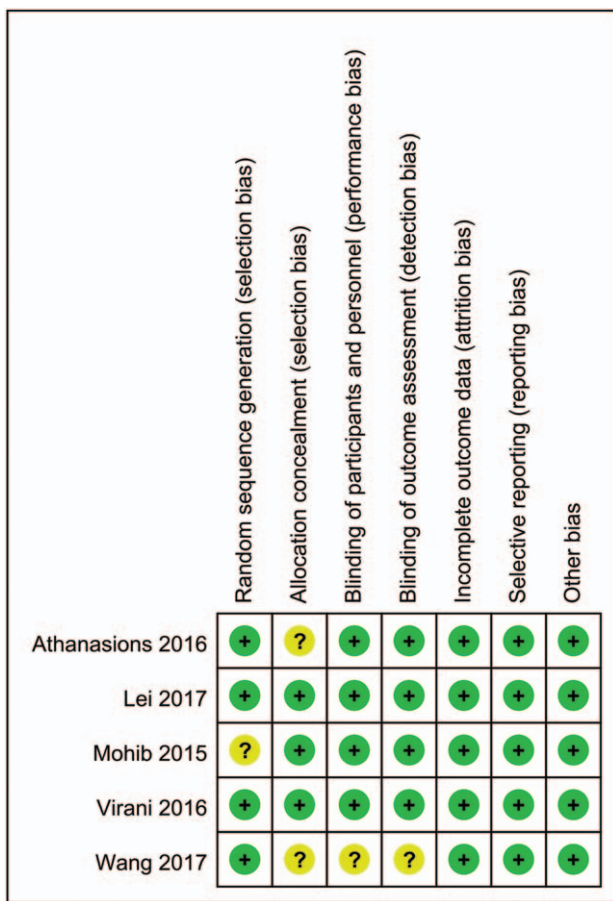 Random sequence generation (selection bias)
Allocation concealment (selection bias)
Blinding of participants and personnel (performance bias)
Blinding of outcome assessment (detection bias)
Incomplete outcome data (attrition bias)
Selective reporting (reporting bias)
Other bias
Athanasions 2016 + ? + + + + +
Lei 2017 + + + + + + +
Mohib 2015 ? + + + + + +
Virani 2016 + + + + + + +
Wang 2017 + ? ? ? + + +